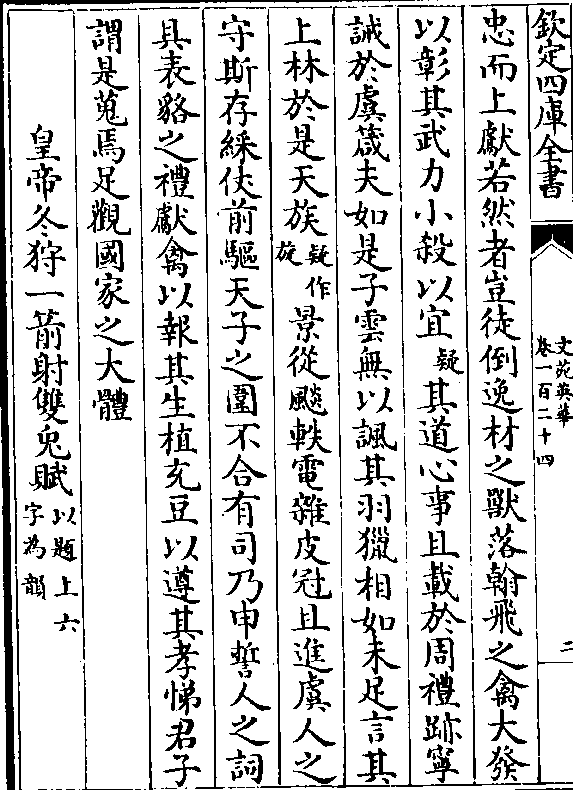 欽定四庫全書
文苑英華
卷一百二十四
二
忠而上獻若然者豈徒倒逸材之獸落翰飛之禽大發
以彰其武力小殺以宜疑其道心事且載於周禮跡寧
誡於虞箴夫如是子雲無以諷其羽獵相如未足言其
上林於是天族疑作旋景從飈軼電雜皮冠且進虞人之
守斯存綵仗前驅天子之圍不合有司乃申誓人之詞
具表貉之禮獻禽以報其生植充豆以遵其孝悌君子
謂是蒐焉足觀國家之大體
皇帝冬狩一箭射雙兎賦以題上六字為韻